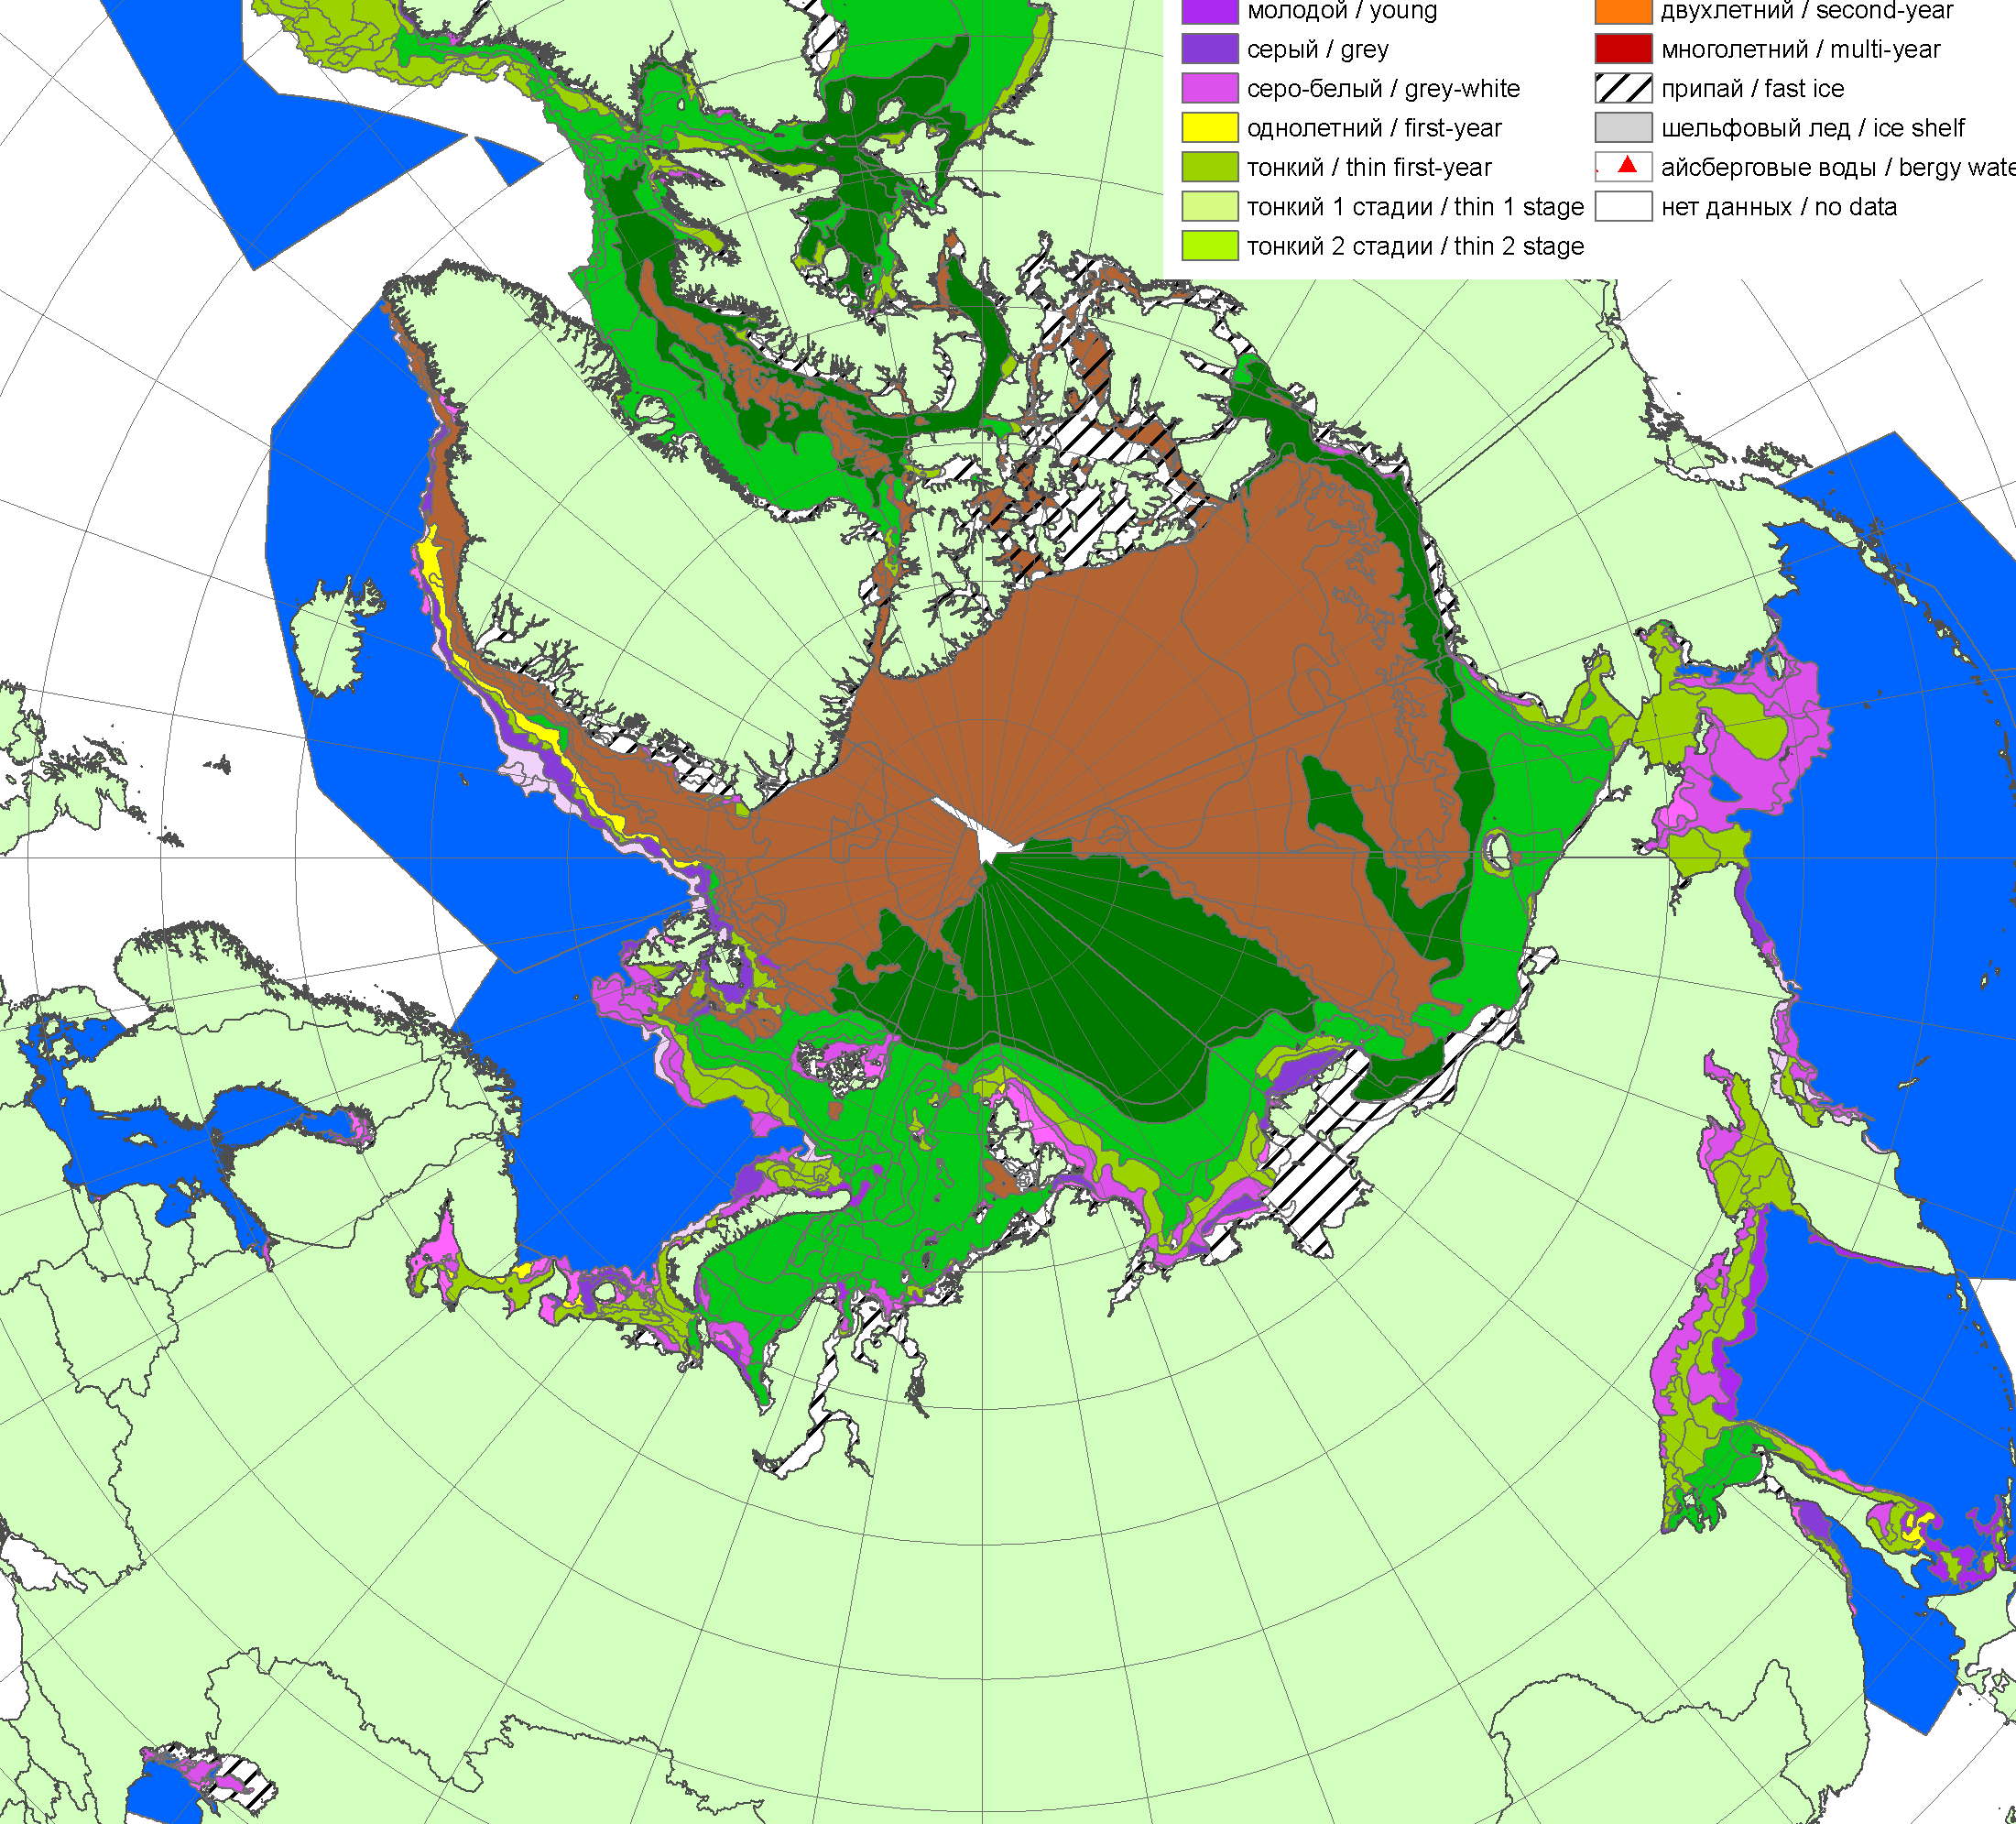 молодой / young
серый / grey
серо-белый / grey-white
однолетний / first-year
тонкий / thin first-year
тонкий 1 стадии / thin 1 stage
тонкий 2 стадии / thin 2 stage
двухлетний / second-year
многолетний / multi-year
припай / fast ice
шельфовый лед / ice shelf
айсберговые воды / bergy wate
нет данных / no data